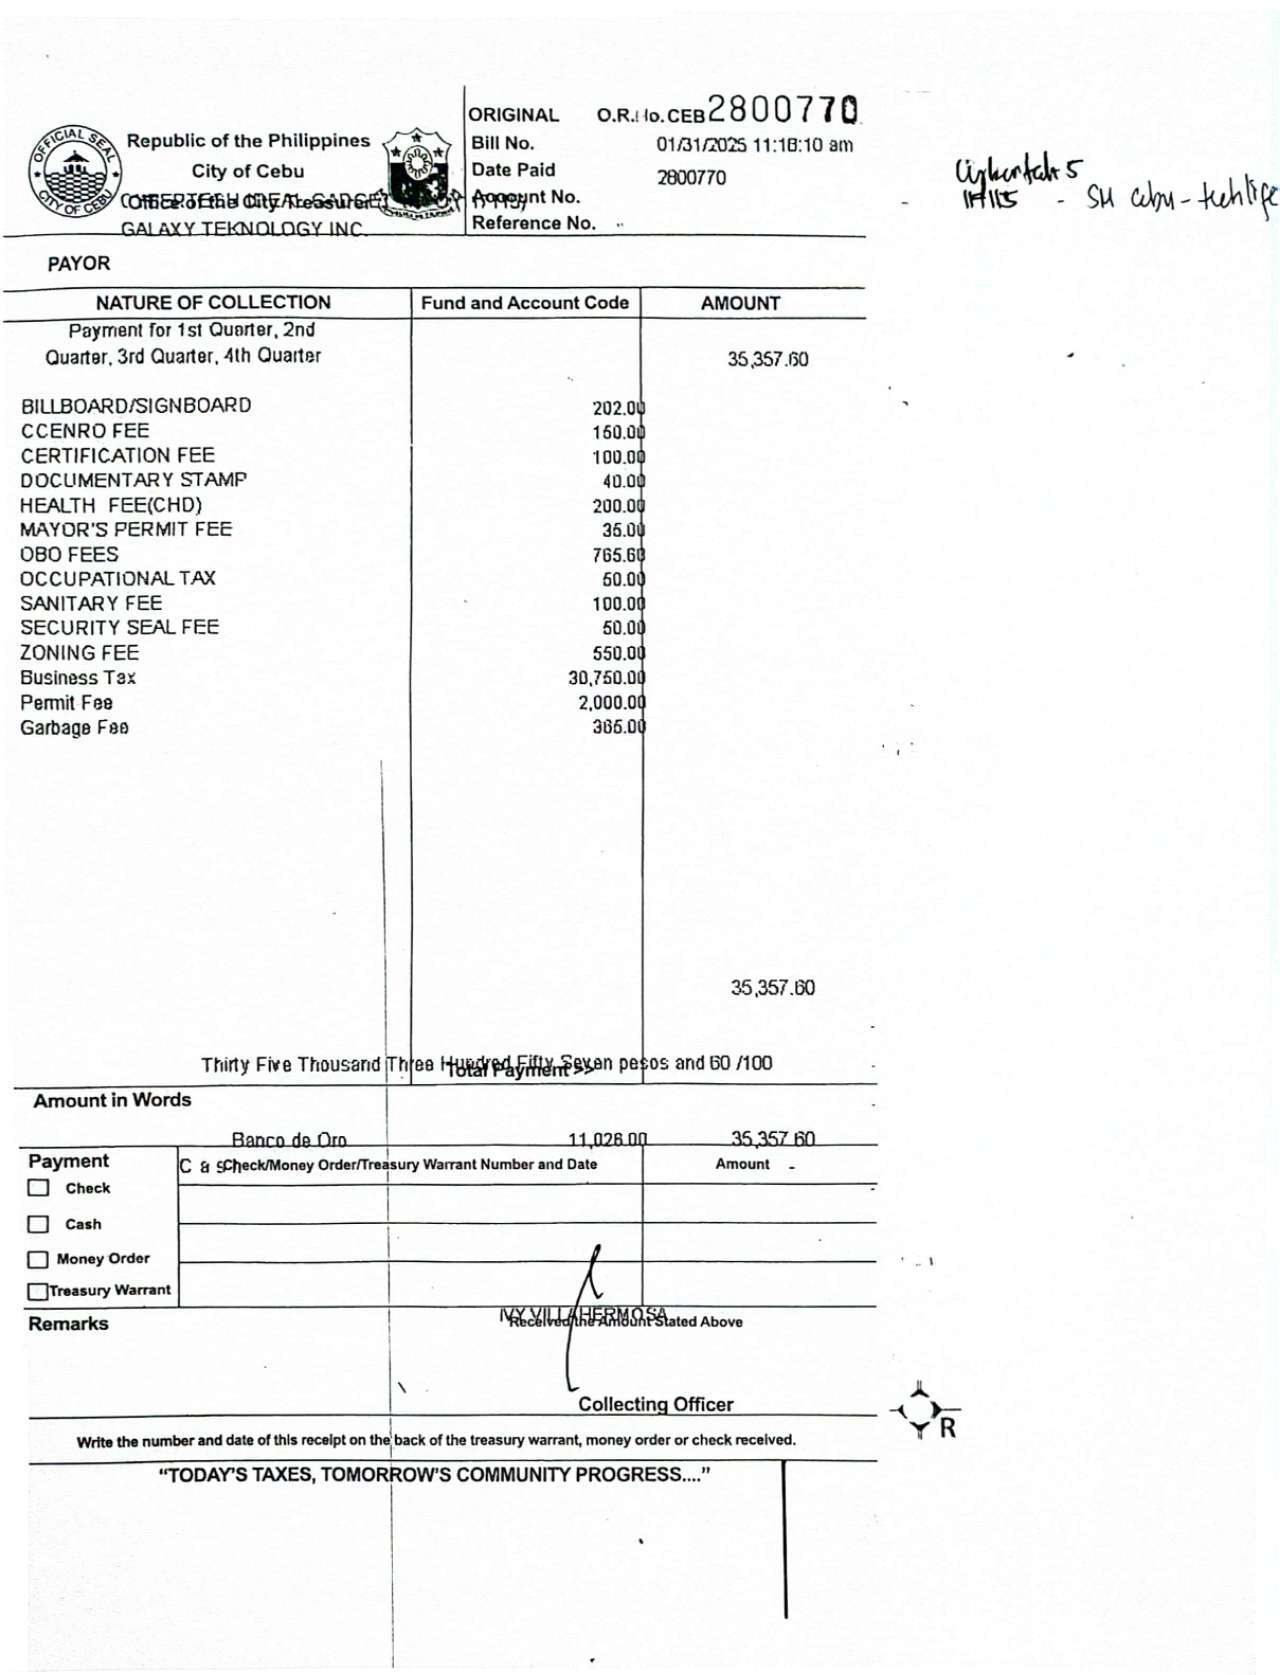 ORIGINAL O.R. No. CEB 2800770
Republic of the Philippines
City of Cebu
Office of the City Treasurer
GALAXY TEKNOLOGY INC.
Bill No. 01/31/2025 11:18:10 am
Date Paid 2800770
Account No.
Reference No.
SM Cebu - techlife
PAYOR
NATURE OF COLLECTION Fund and Account Code AMOUNT
Payment for 1st Quarter, 2nd
Quarter, 3rd Quarter, 4th Quarter 35,357.60
BILLBOARD/SIGNBOARD 202.00
CCENRO FEE 150.00
CERTIFICATION FEE 100.00
DOCUMENTARY STAMP 40.00
HEALTH FEE(CHD) 200.00
MAYOR'S PERMIT FEE 35.00
OBO FEES 765.60
OCCUPATIONAL TAX 50.00
SANITARY FEE 100.00
SECURITY SEAL FEE 50.00
ZONING FEE 550.00
Business Tax 30,750.00
Permit Fee 2,000.00
Garbage Fee 365.00
35,357.60
Thirty Five Thousand Three Hundred Fifty Seven pesos and 60 /100
Total Payment >>
Amount in Words
Banco de Oro 11,026.00 35,357.60
Payment C & S Check/Money Order/Treasury Warrant Number and Date Amount
Check
Cash
Money Order
Treasury Warrant
IVY VILLAHERMOSA
Remarks Received the Amount Stated Above
Collecting Officer
R
Write the number and date of this receipt on the back of the treasury warrant, money order or check received.
“TODAY'S TAXES, TOMORROW'S COMMUNITY PROGRESS....”